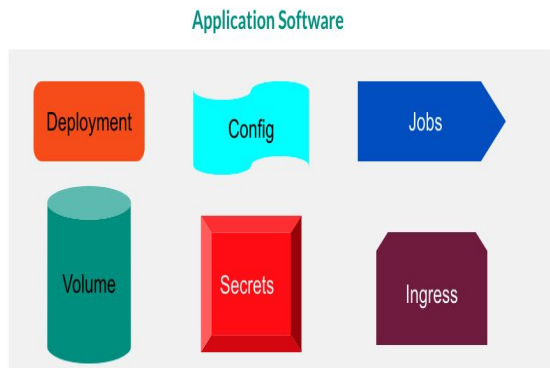 Application Software
Deployment
Config
Jobs
Volume
Secrets
Ingress